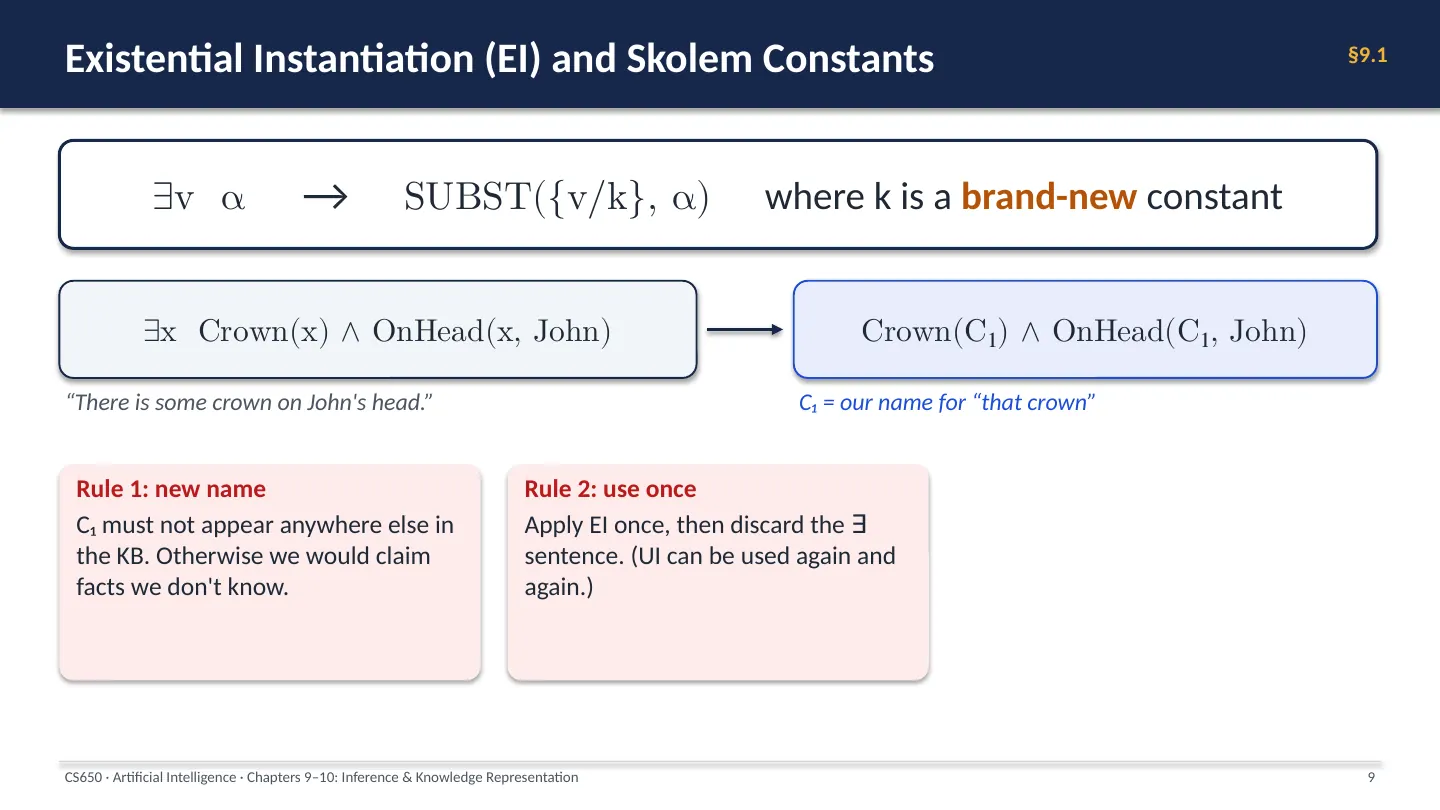 Existential Instantiation (EI) and Skolem Constants
§9.1
∃v α → SUBST({v/k}, α) where k is a brand-new constant
∃x Crown(x) ∧ OnHead(x, John)
Crown(C₁) ∧ OnHead(C₁, John)
“There is some crown on John's head.”
C₁ = our name for “that crown”
Rule 1: new name
C₁ must not appear anywhere else in
the KB. Otherwise we would claim
facts we don't know.
Rule 2: use once
Apply EI once, then discard the ∃
sentence. (UI can be used again and
again.)
CS650 · Artificial Intelligence · Chapters 9–10: Inference & Knowledge Representation
9